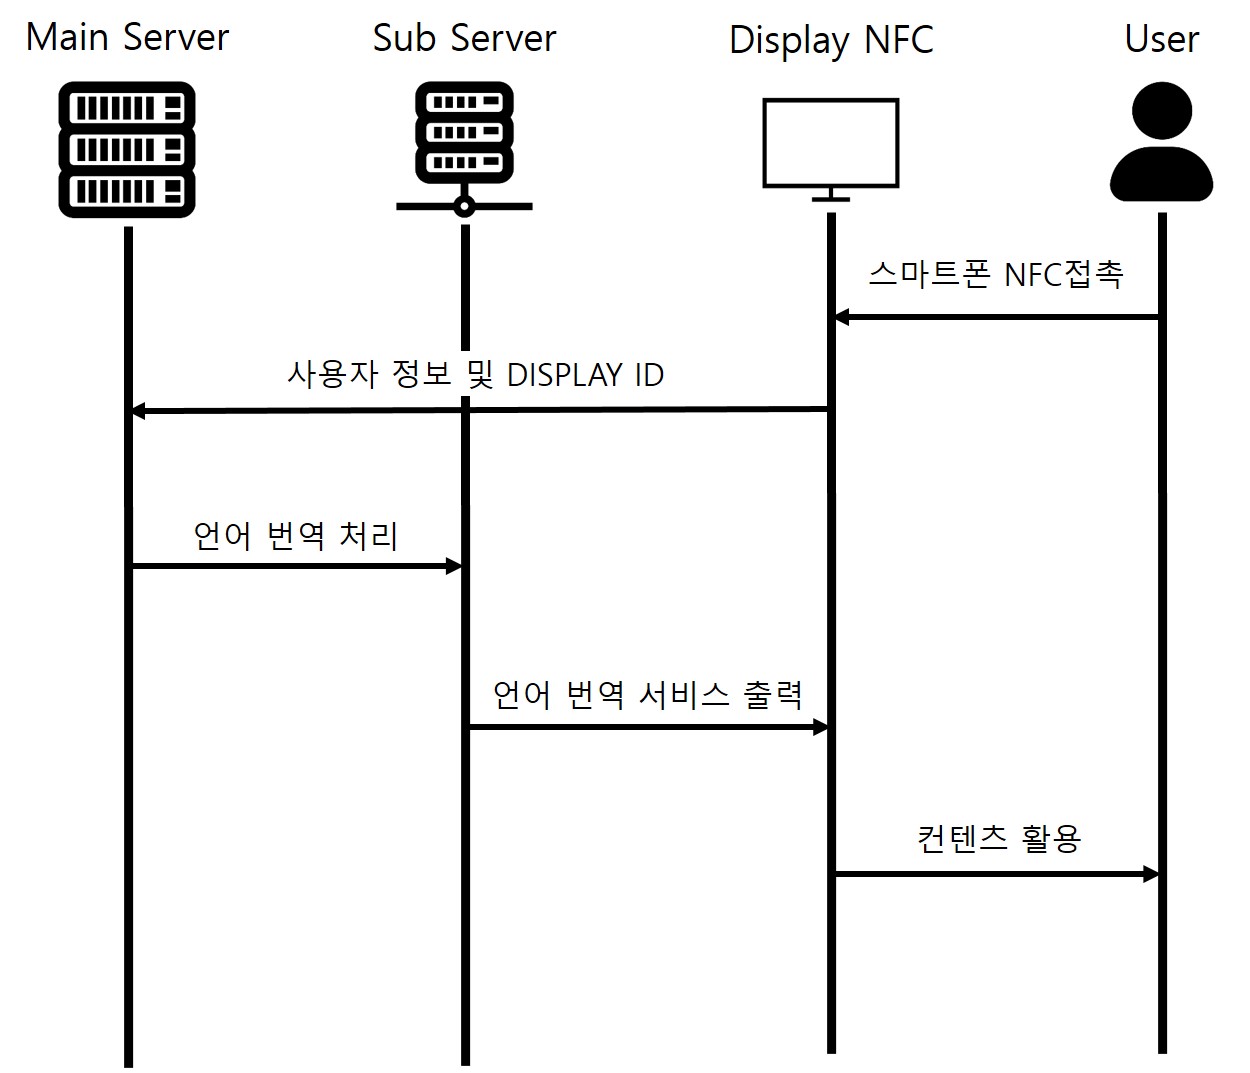 Main Server
Sub Server
Display NFC
User
스마트폰 NFC접촉
사용자 정보 및 DISPLAY ID
언어 번역 처리
언어 번역 서비스 출력
컨텐츠 활용